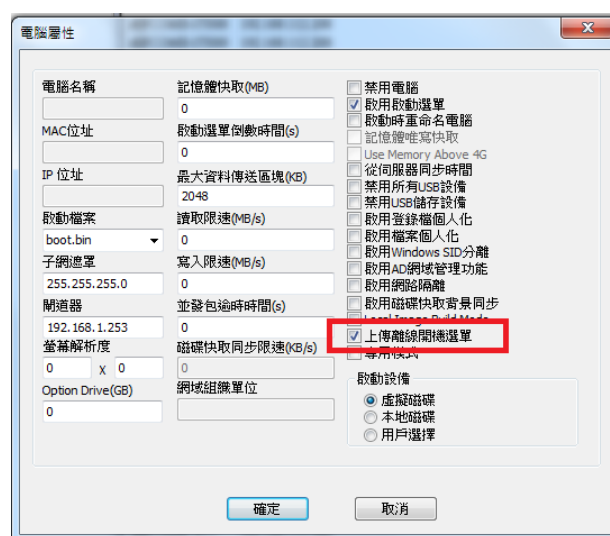 電腦屬性
電腦名稱
MAC位址
IP 位址
啟動檔案
boot.bin
子網遮罩
255.255.255.0
閘道器
192.168.1.253
螢幕解析度
0 x 0
Option Drive(GB)
0
記憶體快取(MB)
0
啟動選單倒數時間(s)
0
最大資料傳送區塊(KB)
2048
讀取限速(MB/s)
0
寫入限速(MB/s)
0
並發包逾時時間(s)
0
磁碟快取同步限速(KB/s)
0
網域組織單位
禁用電腦
啟用啟動選單
啟動時重命名電腦
記憶體唯寫快取
Use Memory Above 4G
從伺服器同步時間
禁用所有USB設備
禁用USB儲存設備
啟用登錄檔個人化
啟用檔案個人化
啟用Windows SID分離
啟用AD網域管理功能
啟用網路隔離
啟用磁碟快取背景同步
Local Image Build Mode
上傳離線開機選單
專用模式
啟動設備
虛擬磁碟
本地磁碟
用戶選擇
確定
取消